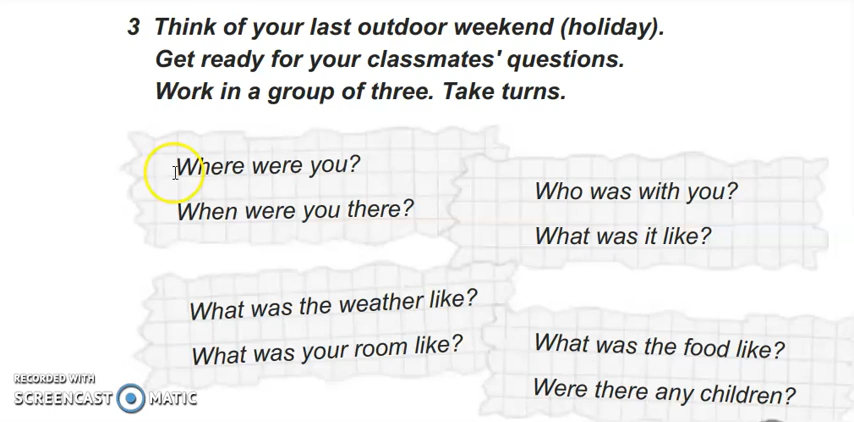 3 Think of your last outdoor weekend (holiday).
Get ready for your classmates' questions.
Work in a group of three. Take turns.
Where were you?
When were you there?
Who was with you?
What was it like?
What was the weather like?
What was your room like?
What was the food like?
Were there any children?
RECORDED WITH
SCREENCAST MATIC